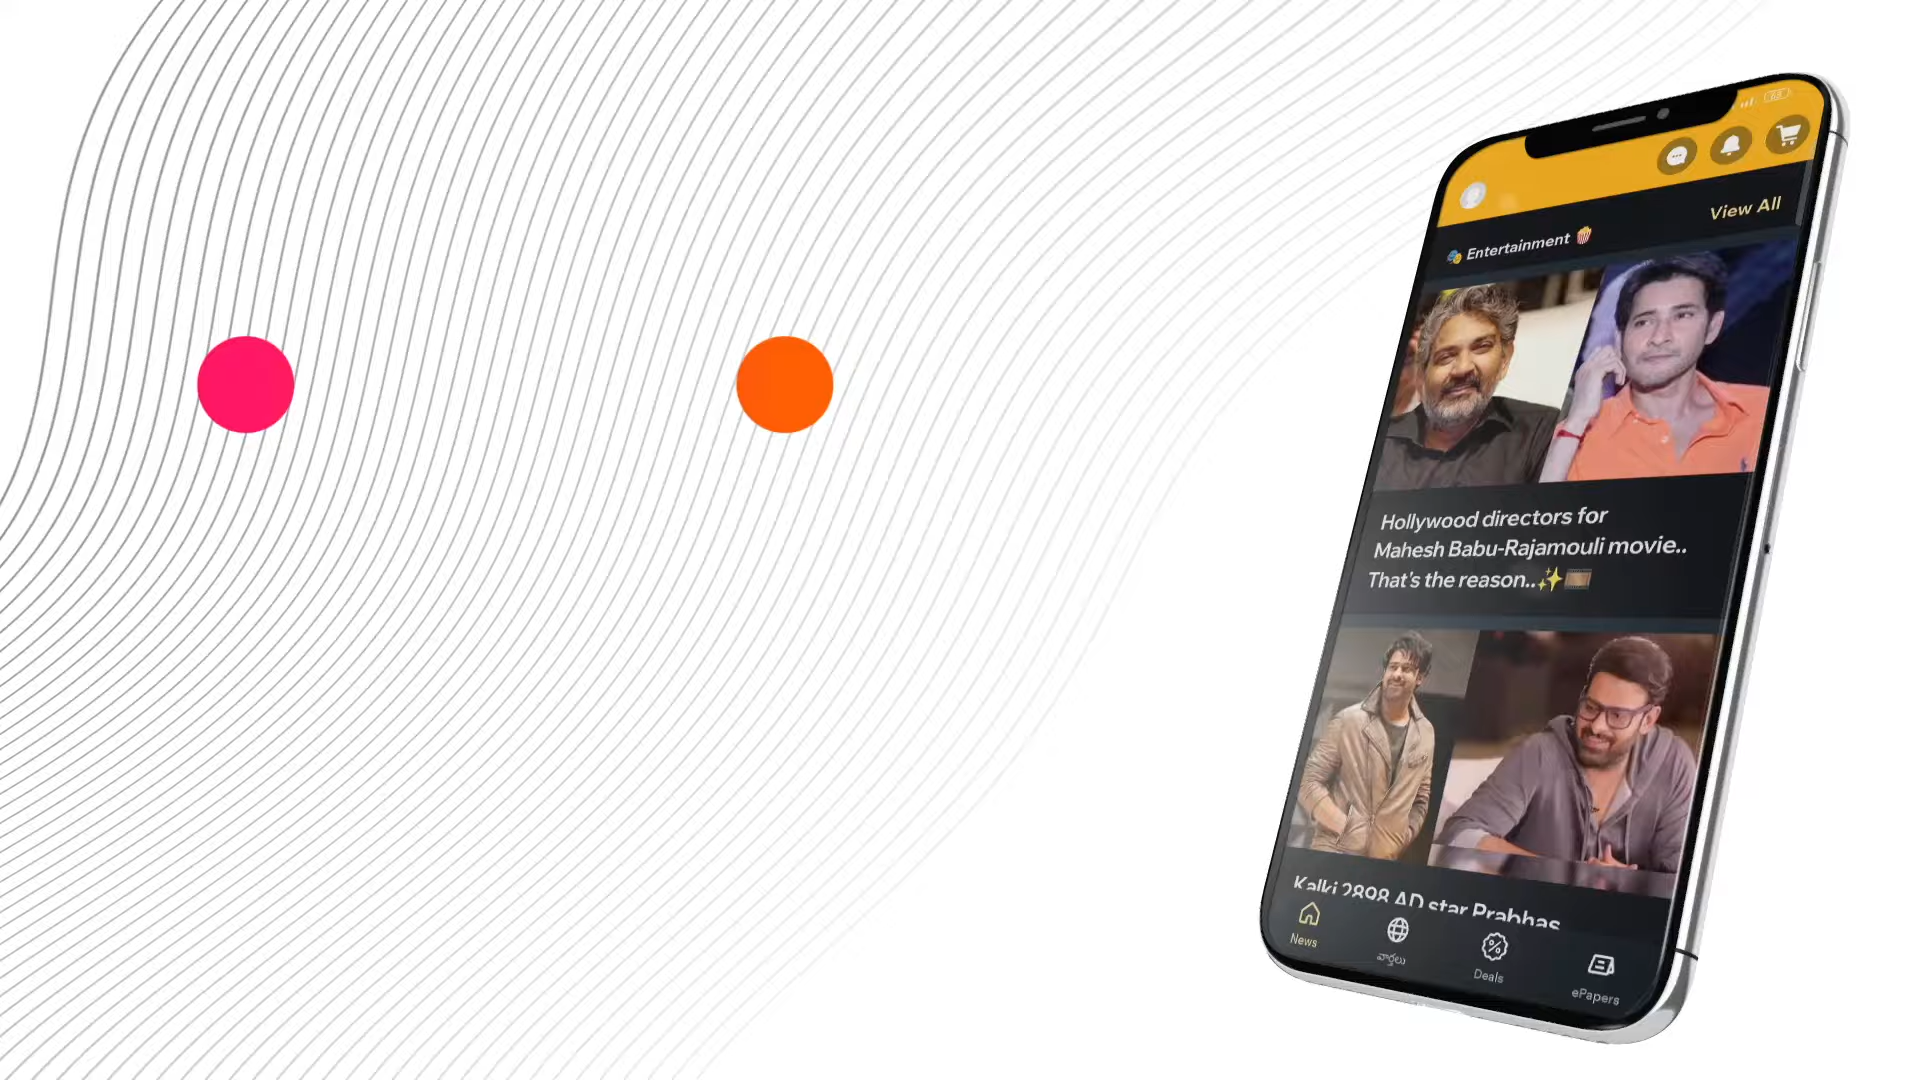 View All
🎭 Entertainment 🍿
Hollywood directors for
Mahesh Babu-Rajamouli movie..
That's the reason..✨🎞️
Kalki 2898 AD star Prabhas
News
వార్తలు
Deals
ePapers